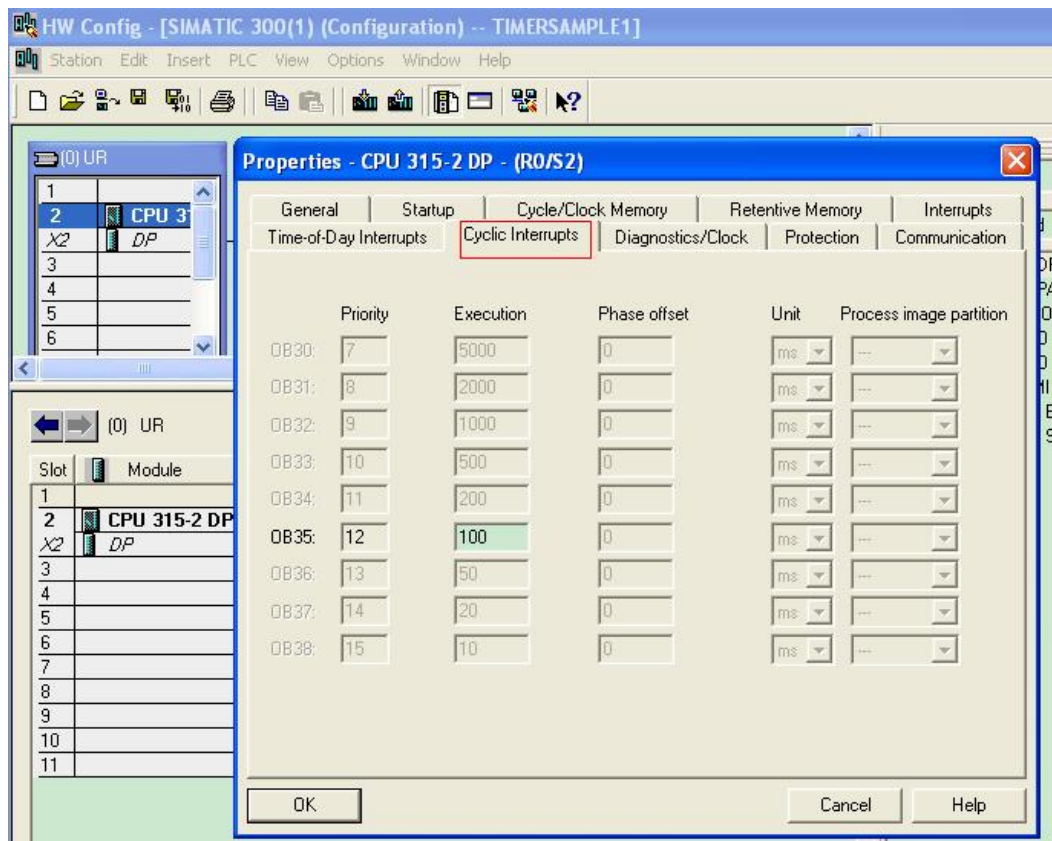 HW Config - [SIMATIC 300(1) (Configuration) -- TIMERSAMPLE1]
Station Edit Insert PLC View Options Window Help
(0) UR
1
2 CPU 31
X2 DP
3
4
5
6
Properties - CPU 315-2 DP - (R0/S2)
General Startup Cycle/Clock Memory Retentive Memory Interrupts
Time-of-Day Interrupts Cyclic Interrupts Diagnostics/Clock Protection Communication
Priority Execution Phase offset Unit Process image partition
OB30: 7 5000 0 ms ---
OB31: 8 2000 0 ms ---
OB32: 9 1000 0 ms ---
OB33: 10 500 0 ms ---
OB34: 11 200 0 ms ---
OB35: 12 100 0 ms ---
OB36: 13 50 0 ms ---
OB37: 14 20 0 ms ---
OB38: 15 10 0 ms ---
OK Cancel Help
(0) UR
Slot Module
1
2 CPU 315-2 DP
X2 DP
3
4
5
6
7
8
9
10
11